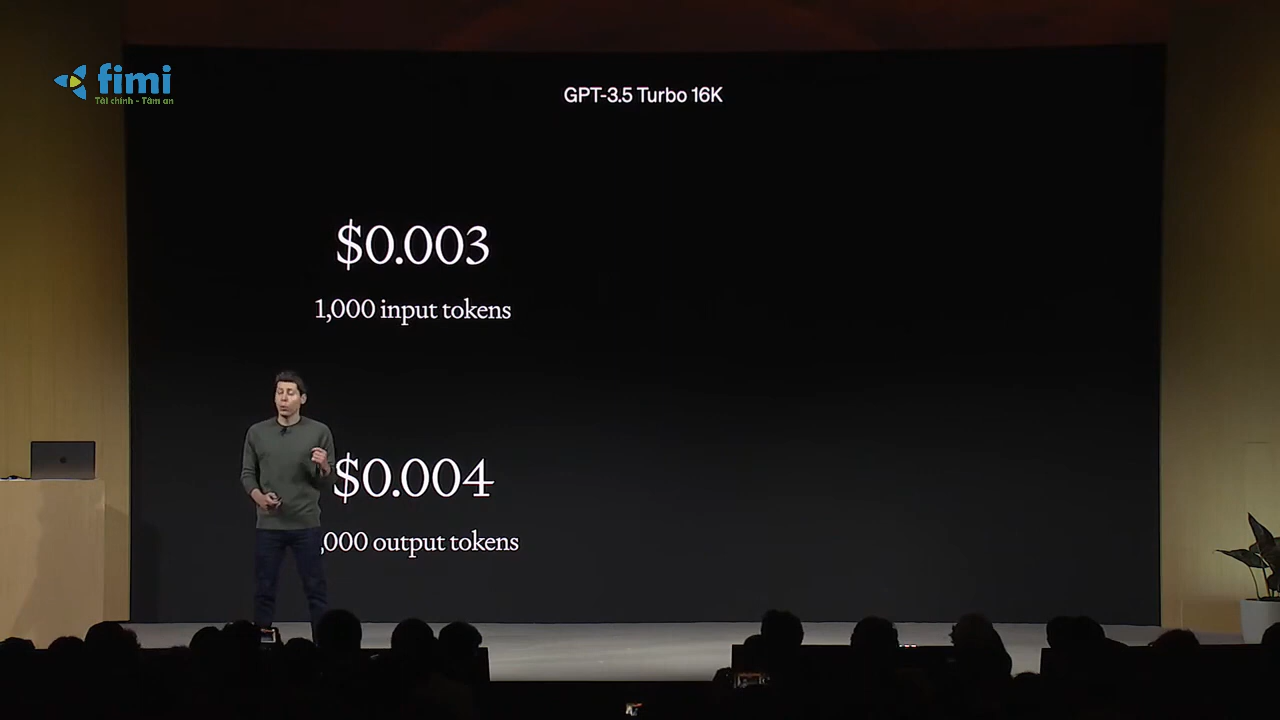 fimi
Tài chính - Tâm an
GPT-3.5 Turbo 16K
$0.003
1,000 input tokens
$0.004
,000 output tokens